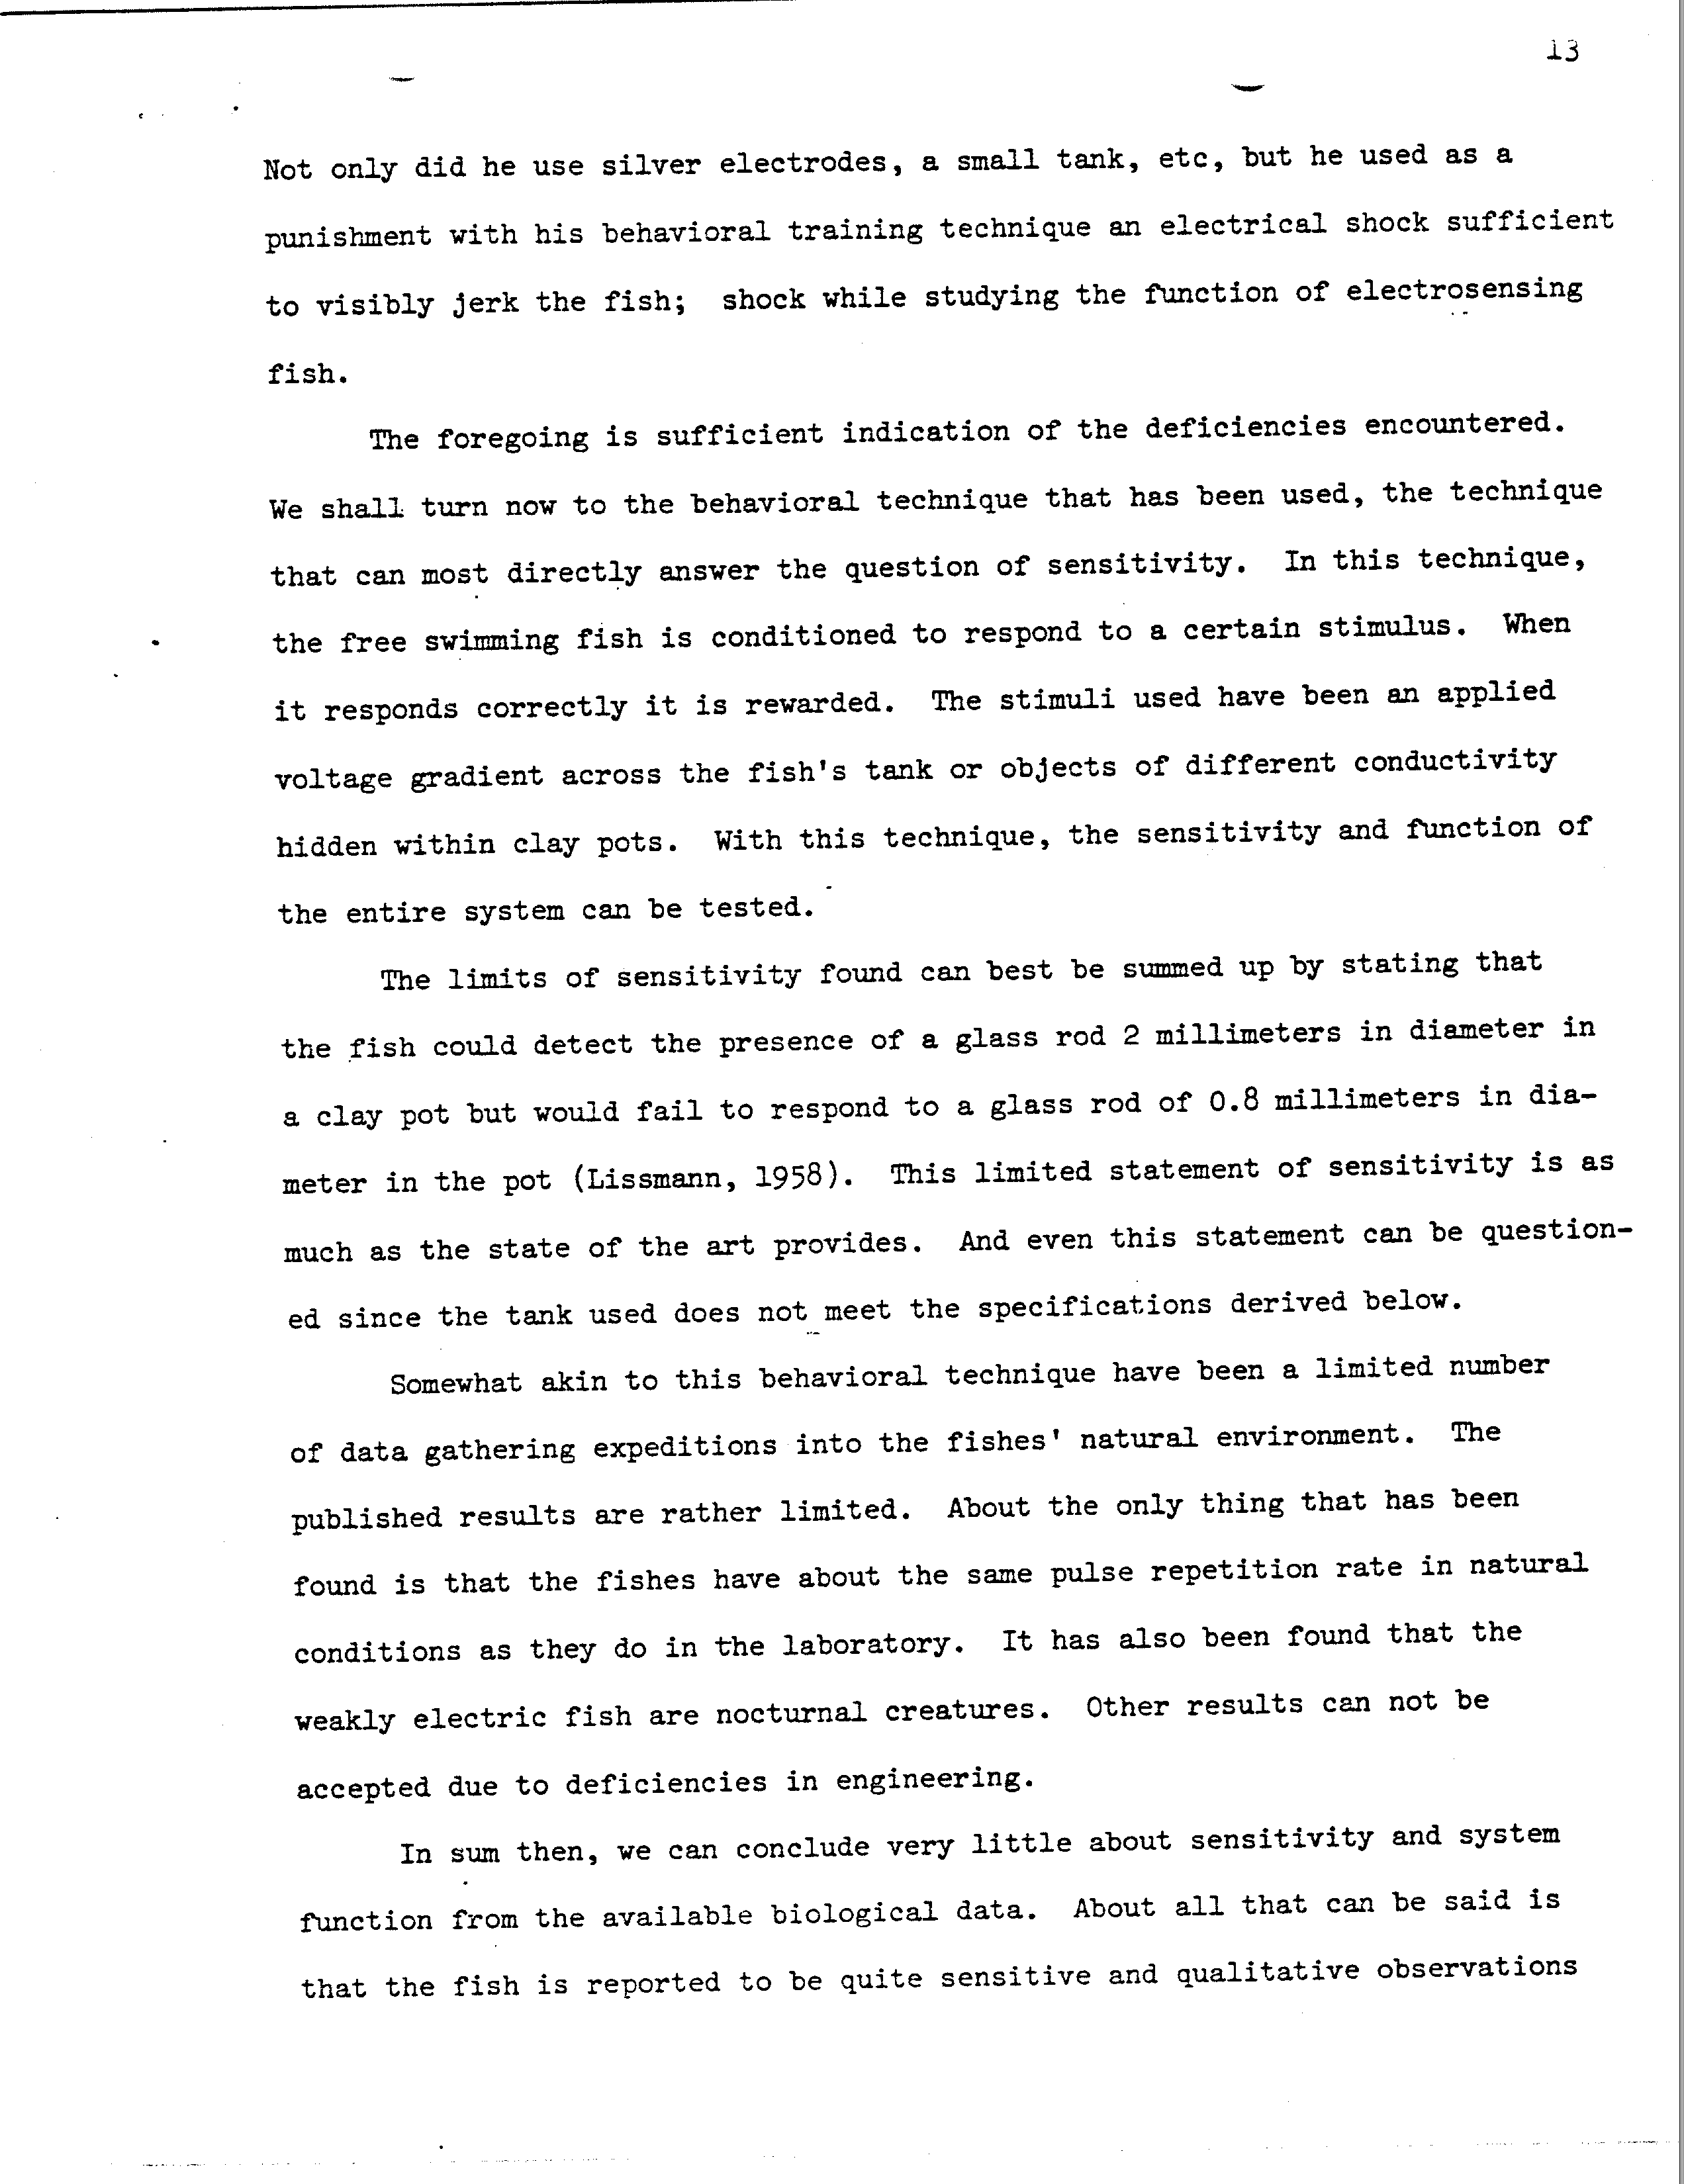 13
Not only did he use silver electrodes, a small tank, etc, but he used as a
punishment with his behavioral training technique an electrical shock sufficient
to visibly jerk the fish; shock while studying the function of electrosensing
fish.
The foregoing is sufficient indication of the deficiencies encountered.
We shall turn now to the behavioral technique that has been used, the technique
that can most directly answer the question of sensitivity. In this technique,
the free swimming fish is conditioned to respond to a certain stimulus. When
it responds correctly it is rewarded. The stimuli used have been an applied
voltage gradient across the fish's tank or objects of different conductivity
hidden within clay pots. With this technique, the sensitivity and function of
the entire system can be tested.
The limits of sensitivity found can best be summed up by stating that
the fish could detect the presence of a glass rod 2 millimeters in diameter in
a clay pot but would fail to respond to a glass rod of 0.8 millimeters in dia-
meter in the pot (Lissmann, 1958). This limited statement of sensitivity is as
much as the state of the art provides. And even this statement can be question-
ed since the tank used does not meet the specifications derived below.
Somewhat akin to this behavioral technique have been a limited number
of data gathering expeditions into the fishes' natural environment. The
published results are rather limited. About the only thing that has been
found is that the fishes have about the same pulse repetition rate in natural
conditions as they do in the laboratory. It has also been found that the
weakly electric fish are nocturnal creatures. Other results can not be
accepted due to deficiencies in engineering.
In sum then, we can conclude very little about sensitivity and system
function from the available biological data. About all that can be said is
that the fish is reported to be quite sensitive and qualitative observations